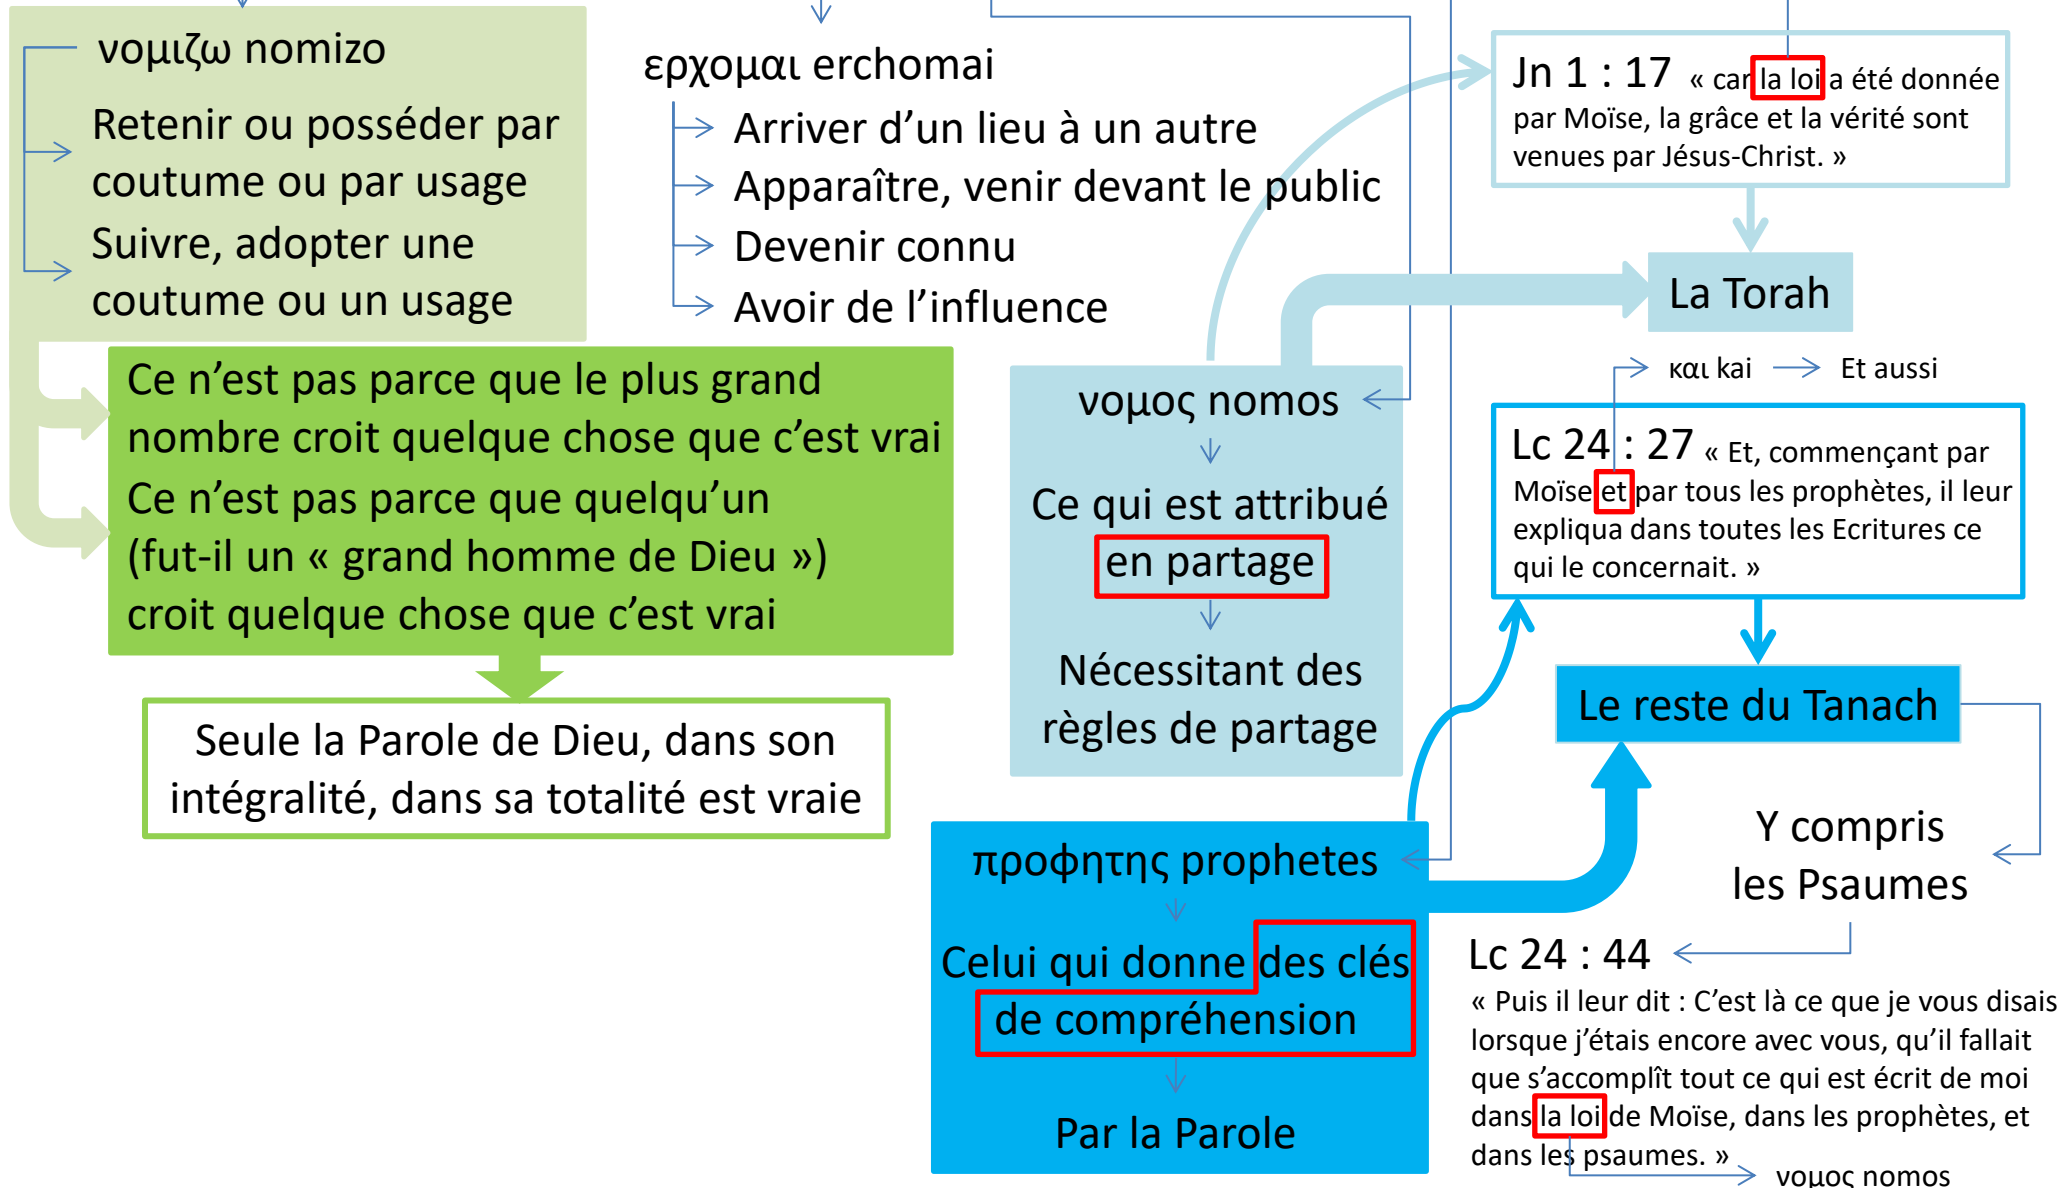 νομιζω nomizo
Retenir ou posséder par
coutume ou par usage
Suivre, adopter une
coutume ou un usage
Ce n’est pas parce que le plus grand
nombre croit quelque chose que c’est vrai
Ce n’est pas parce que quelqu’un
(fut-il un « grand homme de Dieu »)
croit quelque chose que c’est vrai
Seule la Parole de Dieu, dans son
intégralité, dans sa totalité est vraie
ερχομαι erchomai
Arriver d’un lieu à un autre
Apparaître, venir devant le public
Devenir connu
Avoir de l’influence
νομος nomos
Ce qui est attribué
en partage
Nécessitant des
règles de partage
προφητης prophetes
Celui qui donne des clés
de compréhension
Par la Parole
Jn 1 : 17 « car la loi a été donnée
par Moïse, la grâce et la vérité sont
venues par Jésus-Christ. »
La Torah
και kai Et aussi
Lc 24 : 27 « Et, commençant par
Moïse et par tous les prophètes, il leur
expliqua dans toutes les Ecritures ce
qui le concernait. »
Le reste du Tanach
Y compris
les Psaumes
Lc 24 : 44
« Puis il leur dit : C’est là ce que je vous disais
lorsque j’étais encore avec vous, qu’il fallait
que s’accomplît tout ce qui est écrit de moi
dans la loi de Moïse, dans les prophètes, et
dans les psaumes. »
νομος nomos